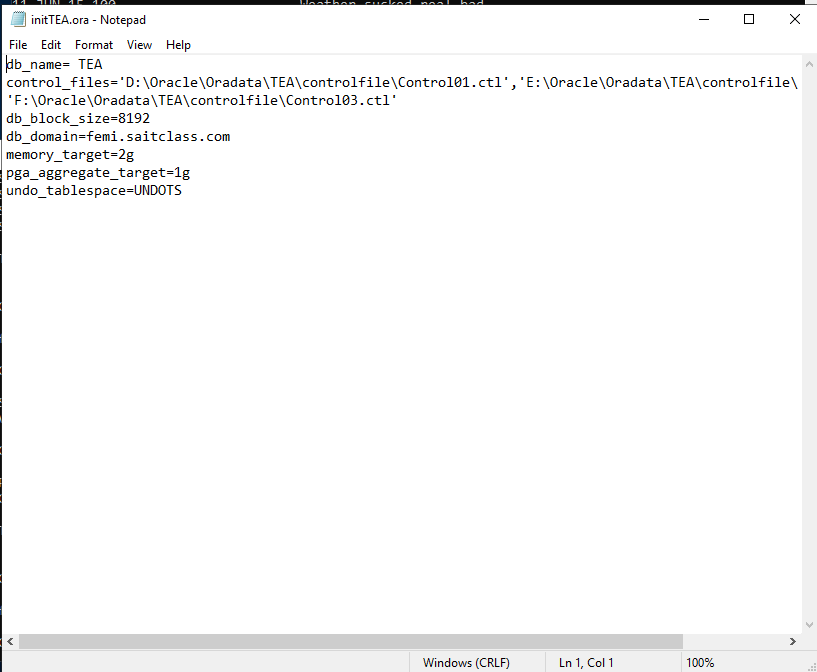 initTEA.ora - Notepad
File Edit Format View Help
db_name= TEA
control_files='D:\Oracle\Oradata\TEA\controlfile\Control01.ctl','E:\Oracle\Oradata\TEA\controlfile\
'F:\Oracle\Oradata\TEA\controlfile\Control03.ctl'
db_block_size=8192
db_domain=femi.saitclass.com
memory_target=2g
pga_aggregate_target=1g
undo_tablespace=UNDOTS
Windows (CRLF) Ln 1, Col 1 100%